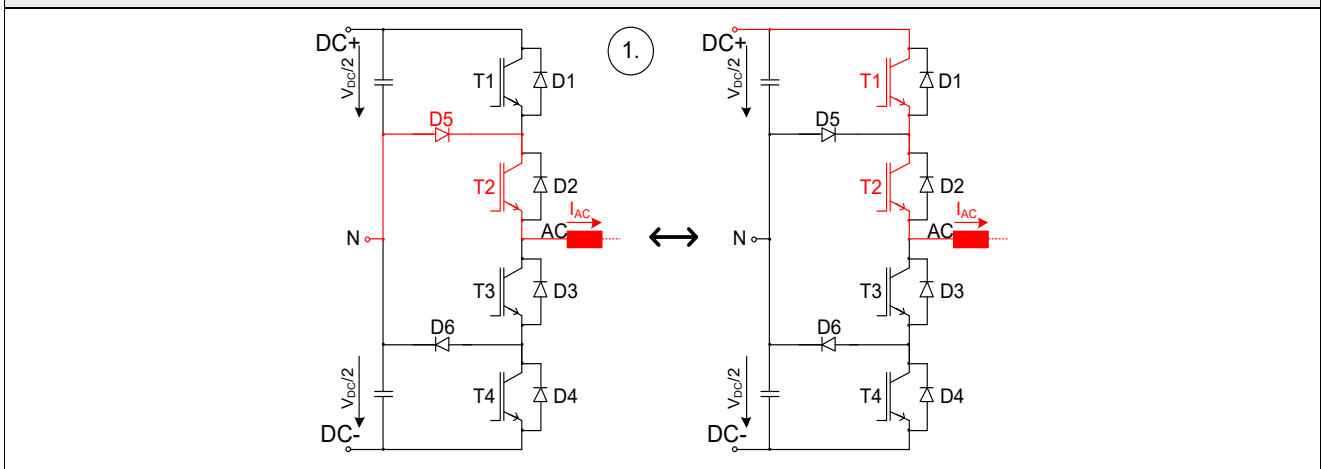 DC+
V_DC/2
T1
D1
D5
T2
D2
I_AC
N
AC
T3
D3
D6
V_DC/2
T4
D4
DC-
1.
DC+
V_DC/2
T1
D1
D5
T2
D2
I_AC
N
AC
T3
D3
D6
V_DC/2
T4
D4
DC-